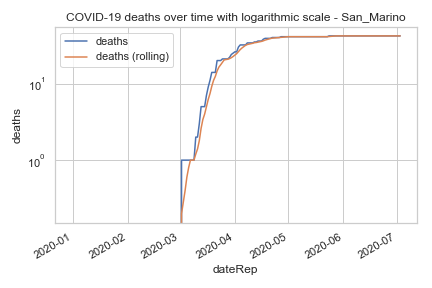 COVID-19 deaths over time with logarithmic scale - San_Marino
deaths
deaths (rolling)
10¹
10⁰
deaths
2020-01
2020-02
2020-03
2020-04
2020-05
2020-06
2020-07
dateRep